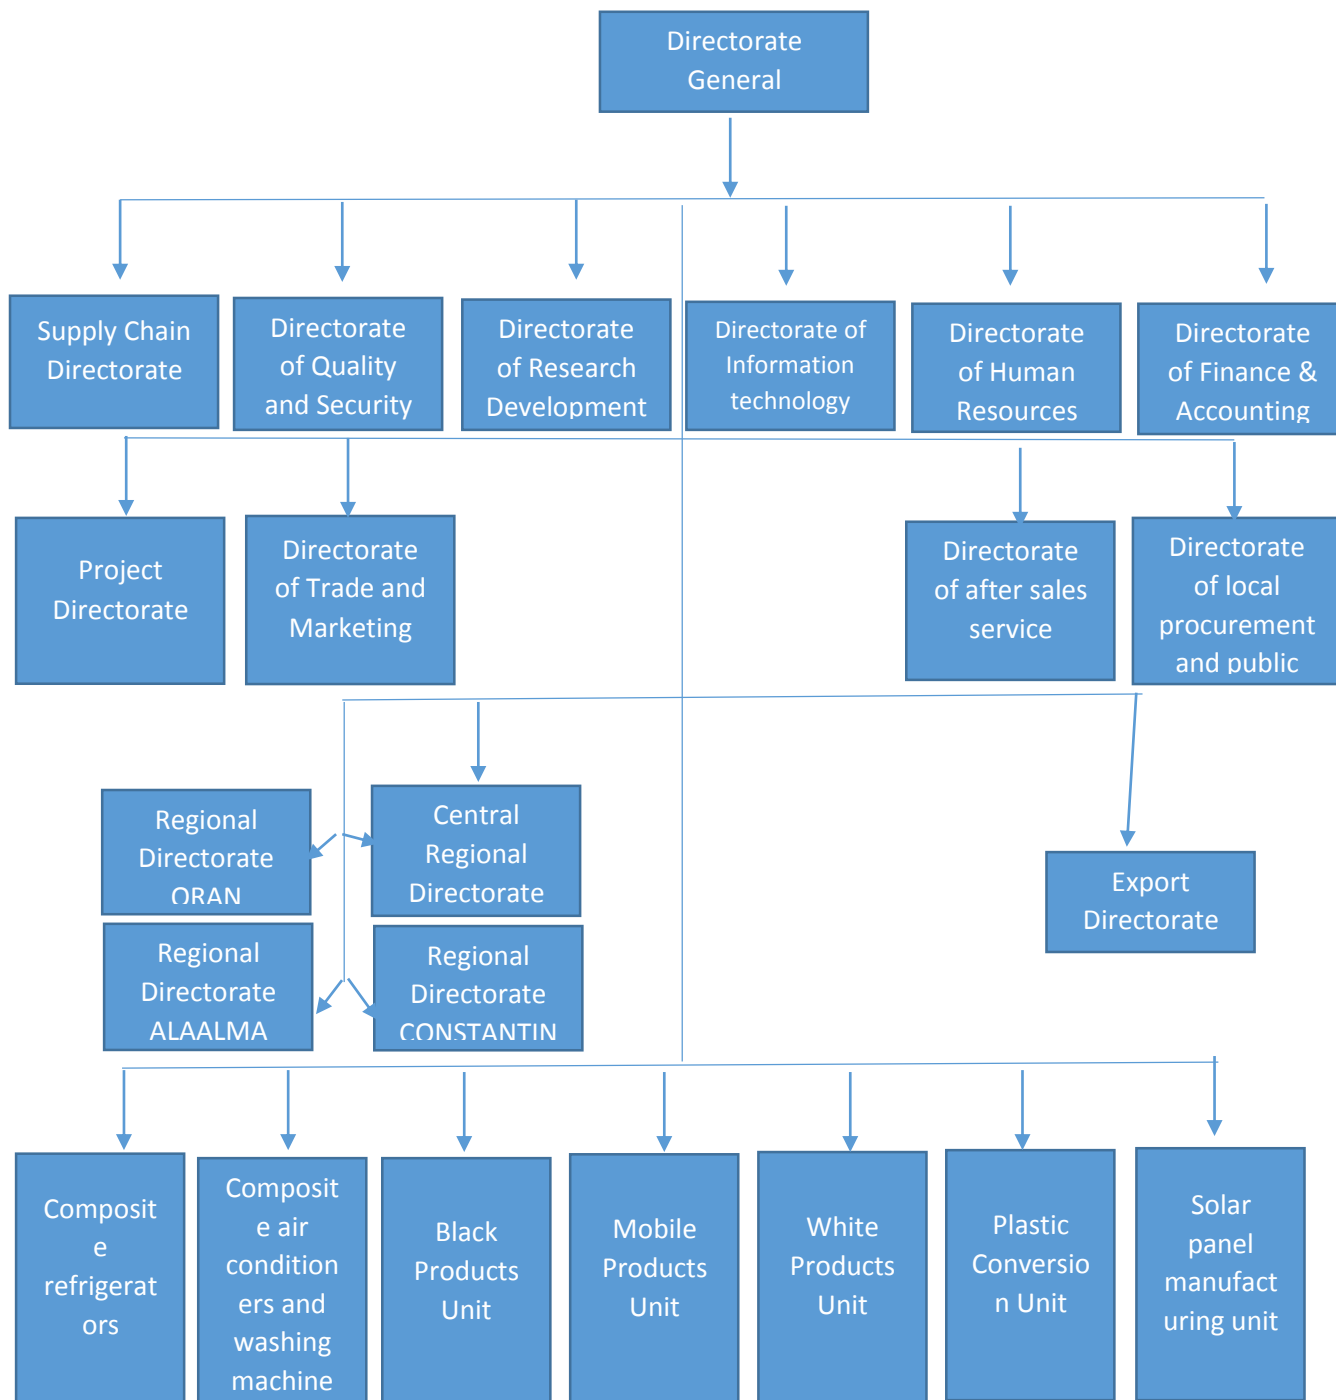 Directorate
General
Supply Chain
Directorate
Directorate
of Quality
and Security
Directorate
of Research
Development
Directorate of
Information
technology
Directorate
of Human
Resources
Directorate
of Finance &
Accounting
Project
Directorate
Directorate
of Trade and
Marketing
Directorate
of after sales
service
Directorate
of local
procurement
and public
Regional
Directorate
ORAN
Central
Regional
Directorate
Export
Directorate
Regional
Directorate
ALAALMA
Regional
Directorate
CONSTANTIN
Composit
e
refrigerat
ors
Composit
e air
condition
ers and
washing
machine
Black
Products
Unit
Mobile
Products
Unit
White
Products
Unit
Plastic
Conversio
n Unit
Solar
panel
manufact
uring unit